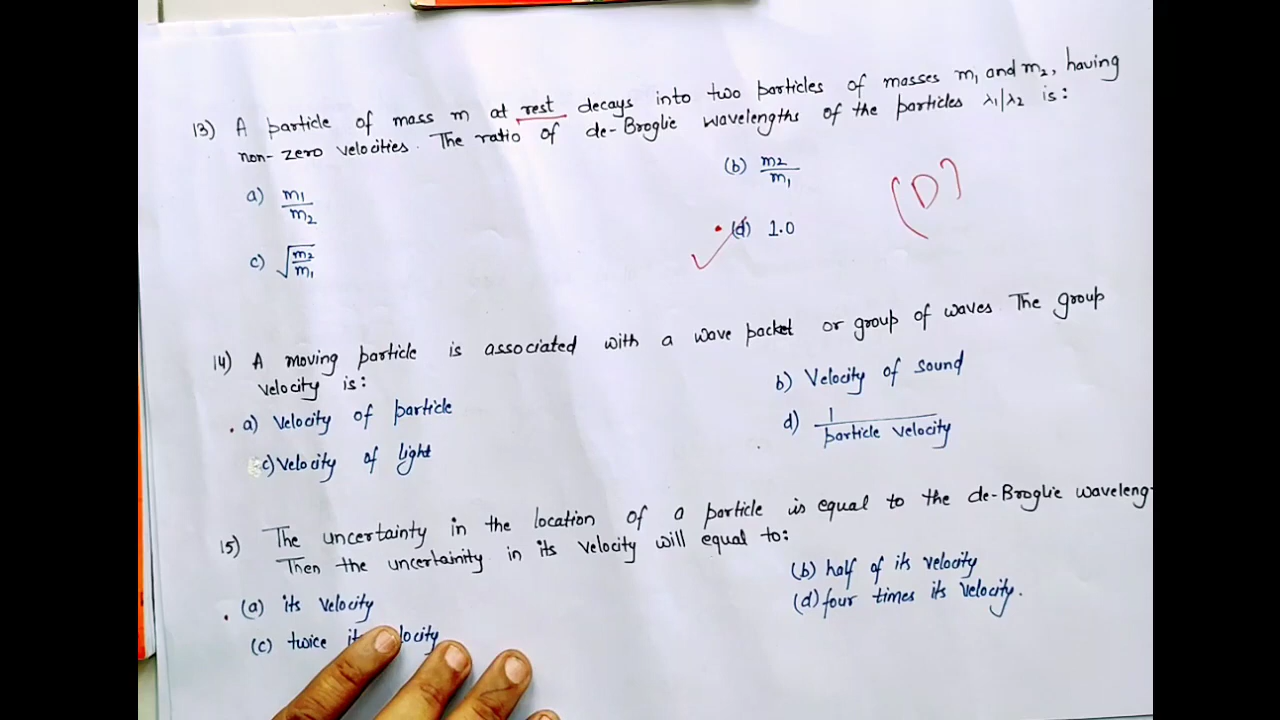 13) A particle of mass m at rest decays into two particles of masses m₁ and m₂, having
non-zero velocities. The ratio of de-Broglie wavelengths of the particles λ₁|λ₂ is:
a) m₁/m₂
(b) m₂/m₁
c) √(m₂/m₁)
(d) 1.0
(D)
14) A moving particle is associated with a wave packet or group of waves. The group
velocity is:
a) Velocity of particle
b) Velocity of sound
c) Velocity of light
d) 1/particle velocity
15) The uncertainty in the location of a particle is equal to the de-Broglie waveleng
Then the uncertainity in its velocity will equal to:
(a) its velocity
(b) half of its velocity
(c) twice
(d) four times its velocity.